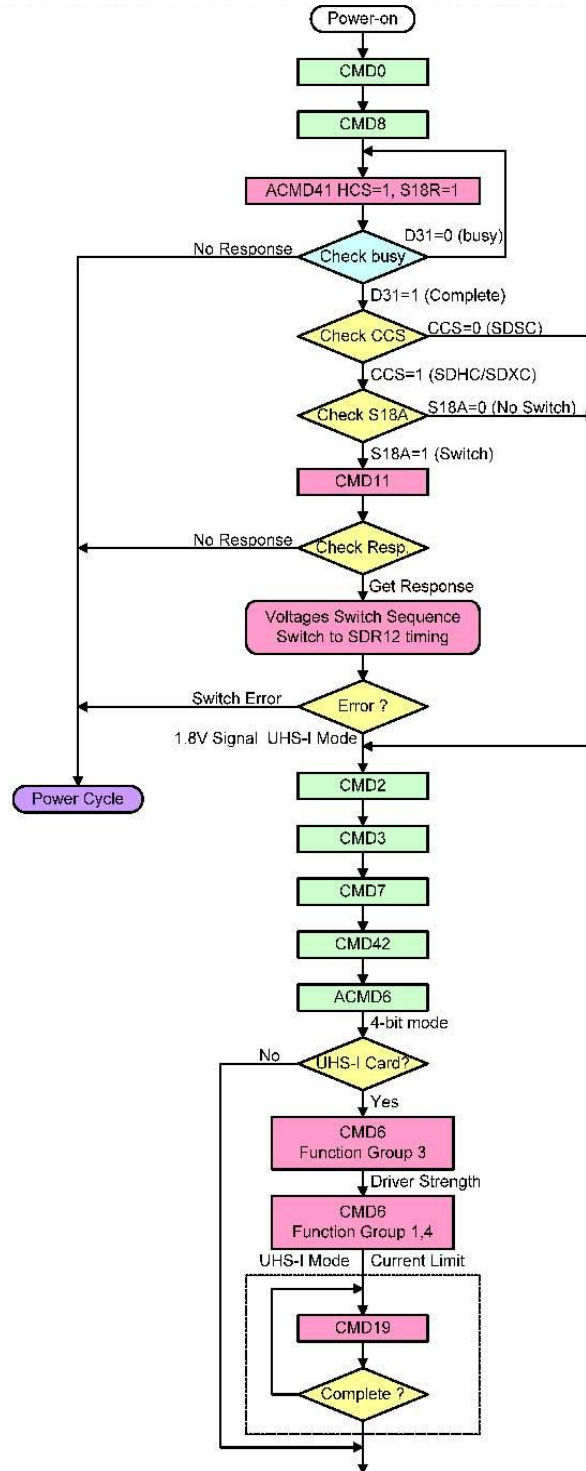 Power-on
CMD0
CMD8
ACMD41 HCS=1, S18R=1
D31=0 (busy)
No Response
Check busy
D31=1 (Complete)
Check CCS
CCS=0 (SDSC)
CCS=1 (SDHC/SDXC)
Check S18A
S18A=0 (No Switch)
S18A=1 (Switch)
CMD11
No Response
Check Resp.
Get Response
Voltages Switch Sequence
Switch to SDR12 timing
Switch Error
Error ?
1.8V Signal UHS-I Mode
Power Cycle
CMD2
CMD3
CMD7
CMD42
ACMD6
4-bit mode
No
UHS-I Card?
Yes
CMD6
Function Group 3
Driver Strength
CMD6
Function Group 1,4
UHS-I Mode
Current Limit
CMD19
Complete ?